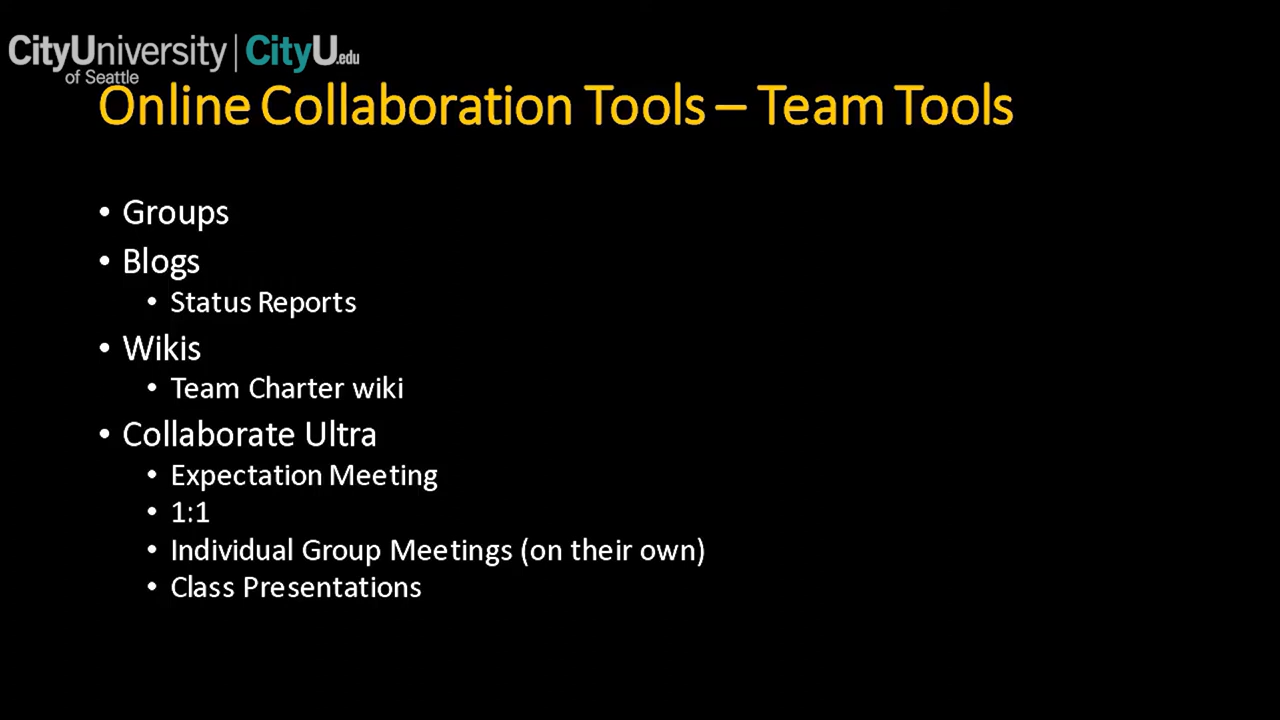 CityUniversity | CityU.edu
of Seattle
Online Collaboration Tools – Team Tools
• Groups
• Blogs
• Status Reports
• Wikis
• Team Charter wiki
• Collaborate Ultra
• Expectation Meeting
• 1:1
• Individual Group Meetings (on their own)
• Class Presentations